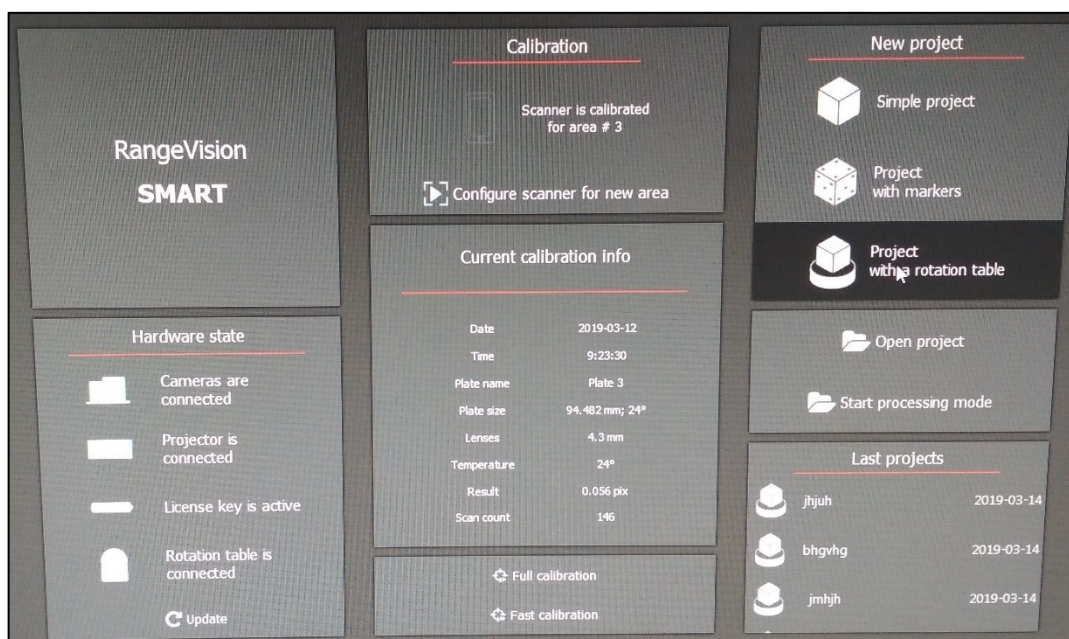 RangeVision
SMART
Hardware state
Cameras are
connected
Projector is
connected
License key is active
Rotation table is
connected
Update
Calibration
Scanner is calibrated
for area # 3
Configure scanner for new area
Current calibration info
Date 2019-03-12
Time 9:23:30
Plate name Plate 3
Plate size 94.482 mm; 24°
Lenses 4.3 mm
Temperature 24°
Result 0.056 pix
Scan count 146
Full calibration
Fast calibration
New project
Simple project
Project
with markers
Project
with a rotation table
Open project
Start processing mode
Last projects
jhjuh 2019-03-14
bhgvhg 2019-03-14
jmhjh 2019-03-14